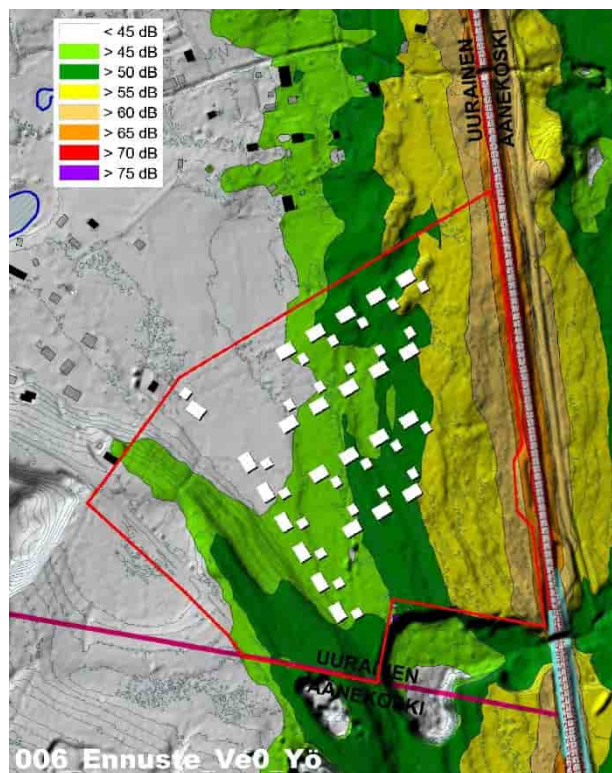 < 45 dB
> 45 dB
> 50 dB
> 55 dB
> 60 dB
> 65 dB
> 70 dB
> 75 dB
UURAINEN
ÄÄNEKOSKI
UURAINEN
ÄÄNEKOSKI
006_Ennuste_Ve0_Yö